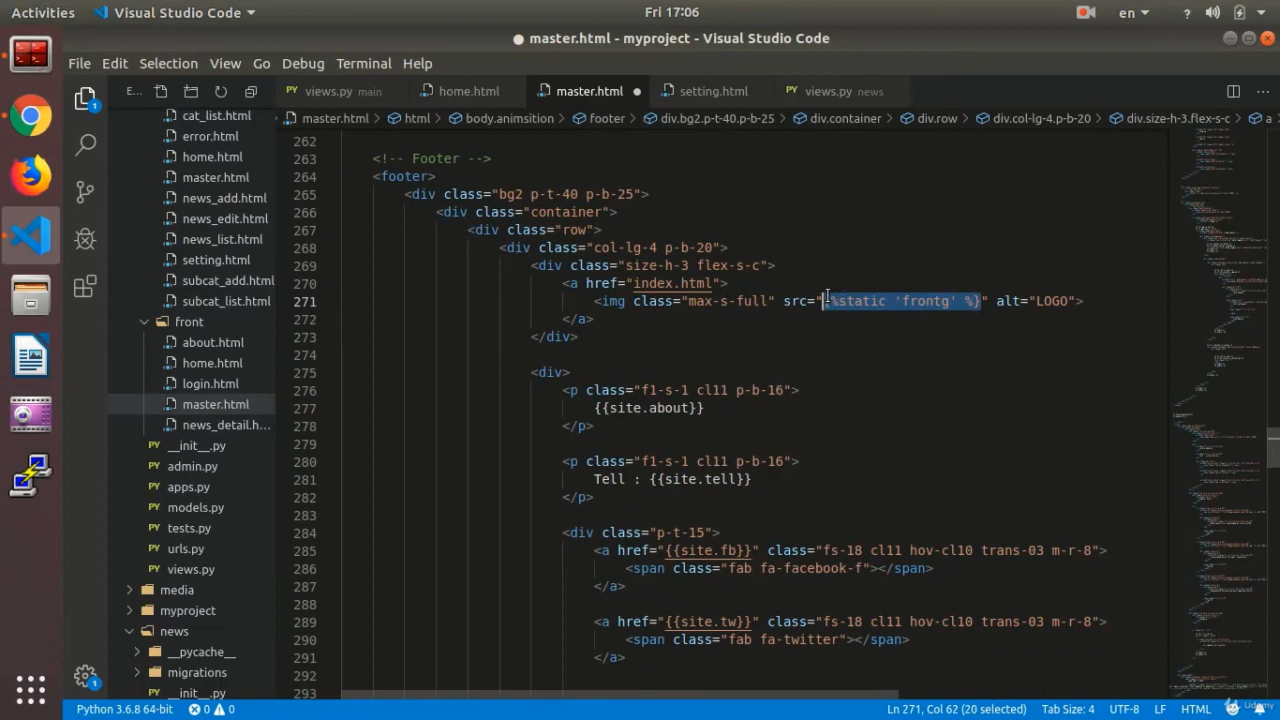 Activities
Visual Studio Code
Fri 17:06
en
master.html - myproject - Visual Studio Code
File Edit Selection View Go Debug Terminal Help
E...
views.py main
home.html
master.html
setting.html
views.py news
master.html
html
body.animsition
footer
div.bg2.p-t-40.p-b-25
div.container
div.row
div.col-lg-4.p-b-20
div.size-h-3.flex-s-c
a
cat_list.html
error.html
home.html
master.html
news_add.html
news_edit.html
news_list.html
setting.html
subcat_add.html
subcat_list.html
front
about.html
home.html
login.html
master.html
news_detail.h...
__init__.py
admin.py
apps.py
models.py
tests.py
urls.py
views.py
media
myproject
news
__pycache__
migrations
__init__.py
262
263 <!-- Footer -->
264 <footer>
265 <div class="bg2 p-t-40 p-b-25">
266 <div class="container">
267 <div class="row">
268 <div class="col-lg-4 p-b-20">
269 <div class="size-h-3 flex-s-c">
270 <a href="index.html">
271 <img class="max-s-full" src="{%static 'frontg' %}" alt="LOGO">
272 </a>
273 </div>
274
275 <div>
276 <p class="f1-s-1 cl11 p-b-16">
277 {{site.about}}
278 </p>
279
280 <p class="f1-s-1 cl11 p-b-16">
281 Tell : {{site.tell}}
282 </p>
283
284 <div class="p-t-15">
285 <a href="{{site.fb}}" class="fs-18 cl11 hov-cl10 trans-03 m-r-8">
286 <span class="fab fa-facebook-f"></span>
287 </a>
288
289 <a href="{{site.tw}}" class="fs-18 cl11 hov-cl10 trans-03 m-r-8">
290 <span class="fab fa-twitter"></span>
291 </a>
292
293
1
1
Python 3.6.8 64-bit
0
0
Ln 271, Col 62 (20 selected)
Tab Size: 4
UTF-8
LF
HTML
Udemy